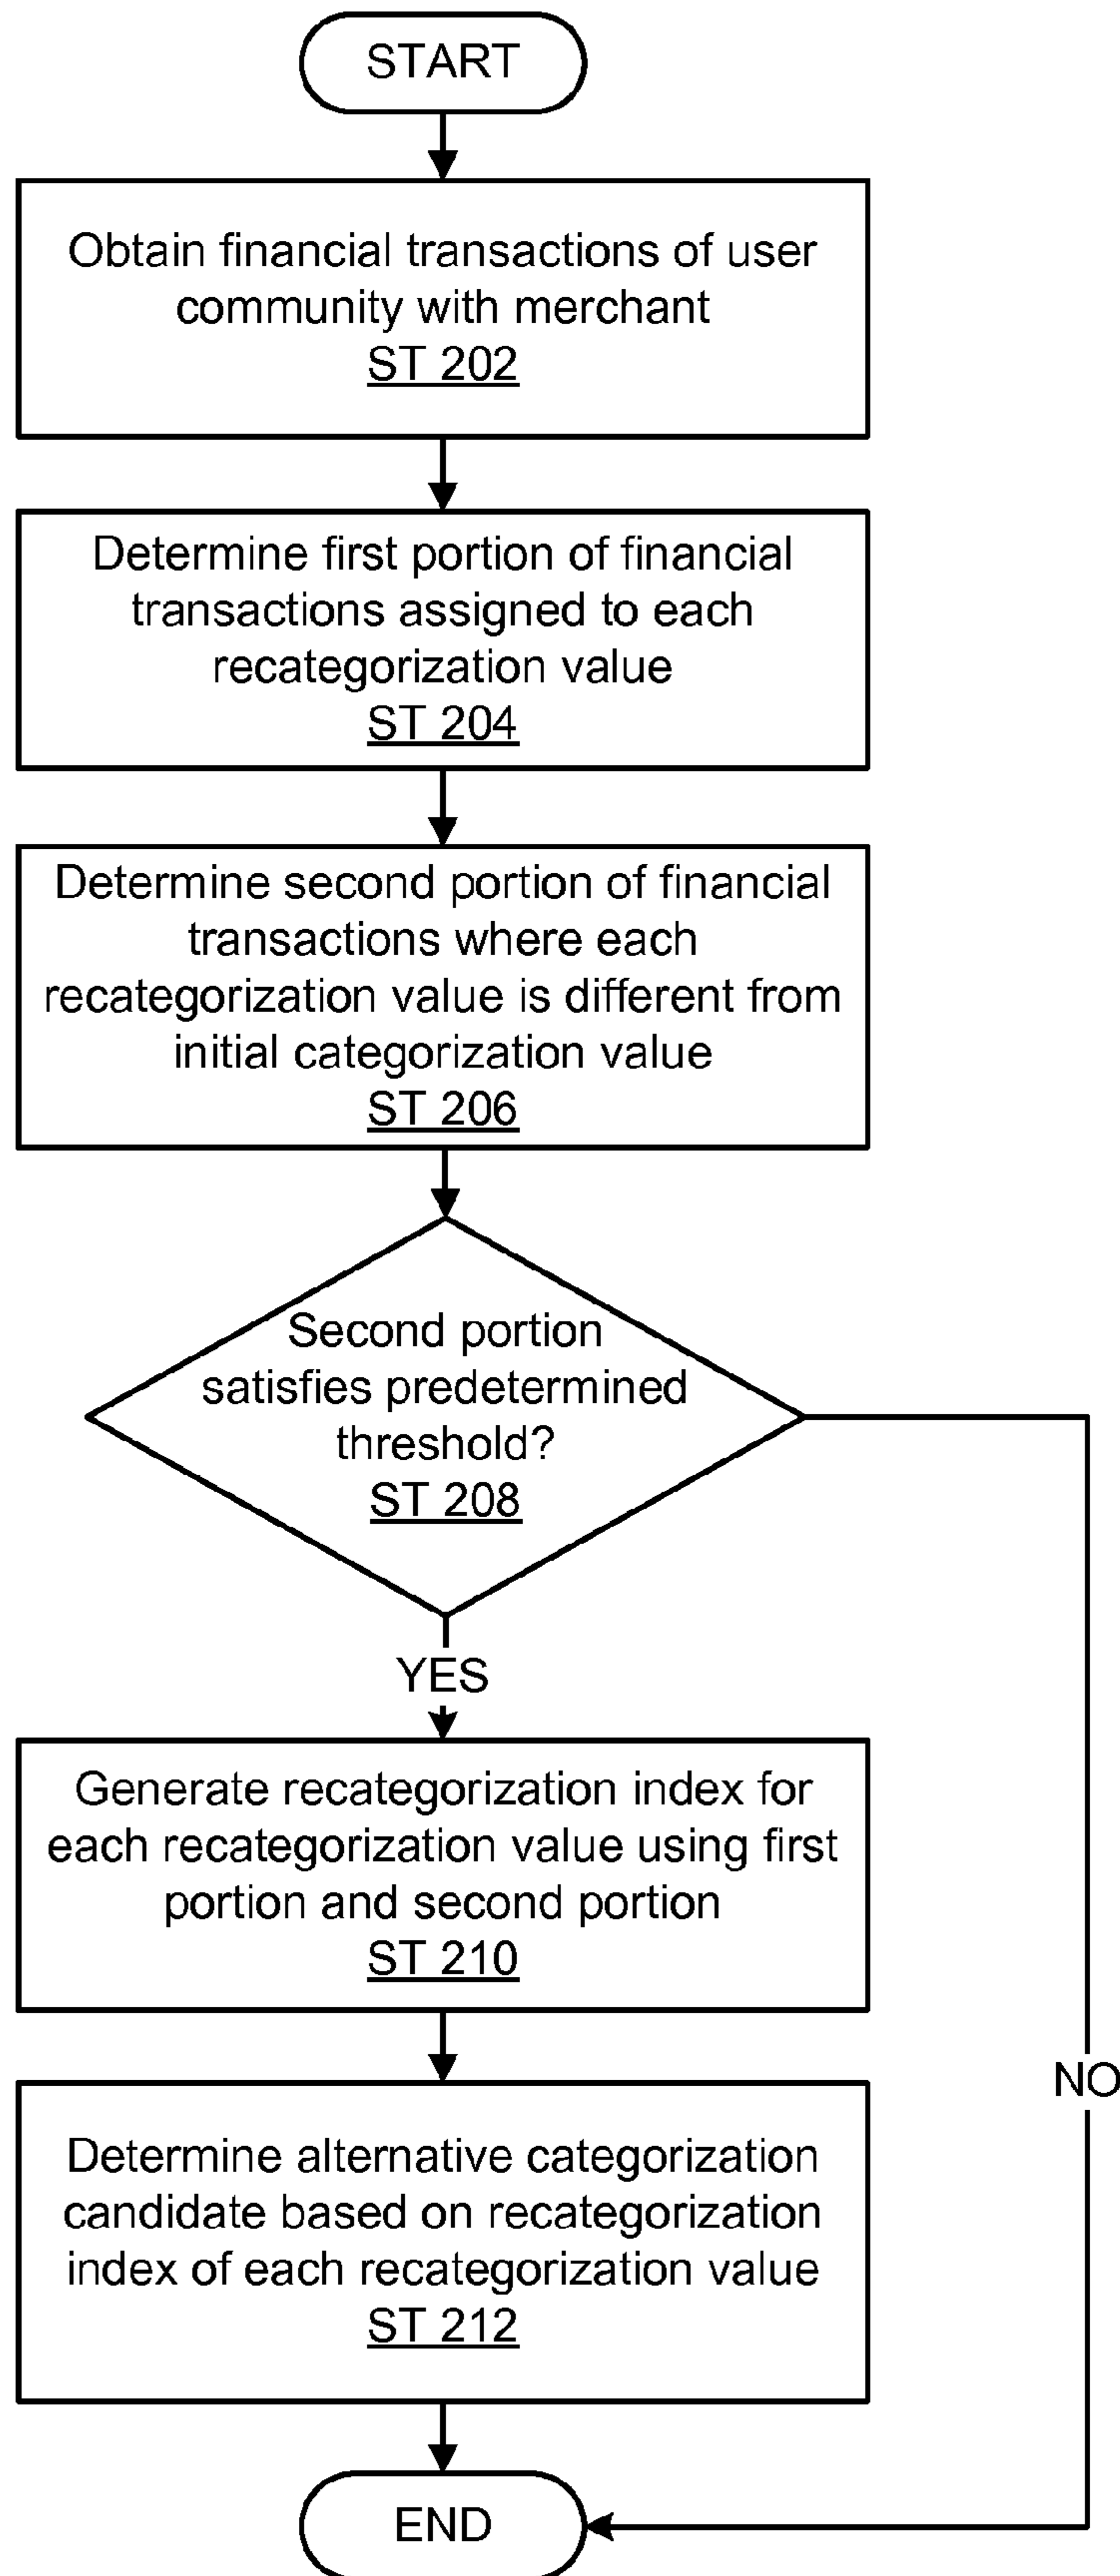 START
Obtain financial transactions of user
community with merchant
ST 202
Determine first portion of financial
transactions assigned to each
recategorization value
ST 204
Determine second portion of financial
transactions where each
recategorization value is different from
initial categorization value
ST 206
Second portion
satisfies predetermined
threshold?
ST 208
YES
Generate recategorization index for
each recategorization value using first
portion and second portion
ST 210
NO
Determine alternative categorization
candidate based on recategorization
index of each recategorization value
ST 212
END